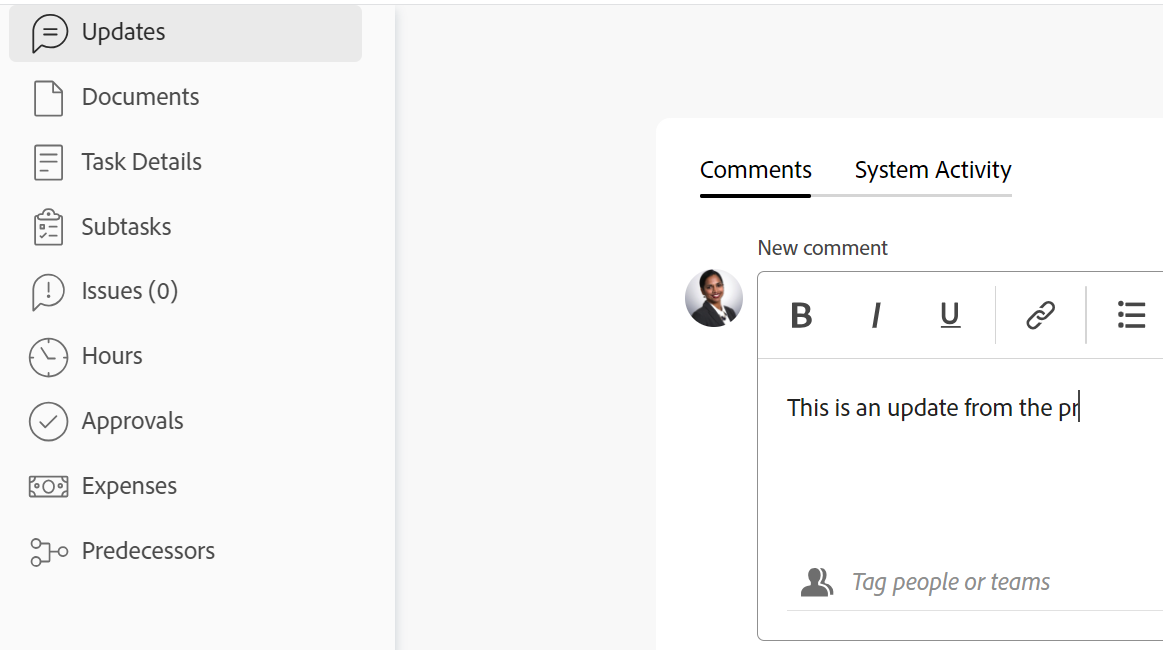 Updates
Documents
Task Details
Subtasks
Issues (0)
Hours
Approvals
Expenses
Predecessors
Comments System Activity
New comment
B I U
This is an update from the pr
Tag people or teams